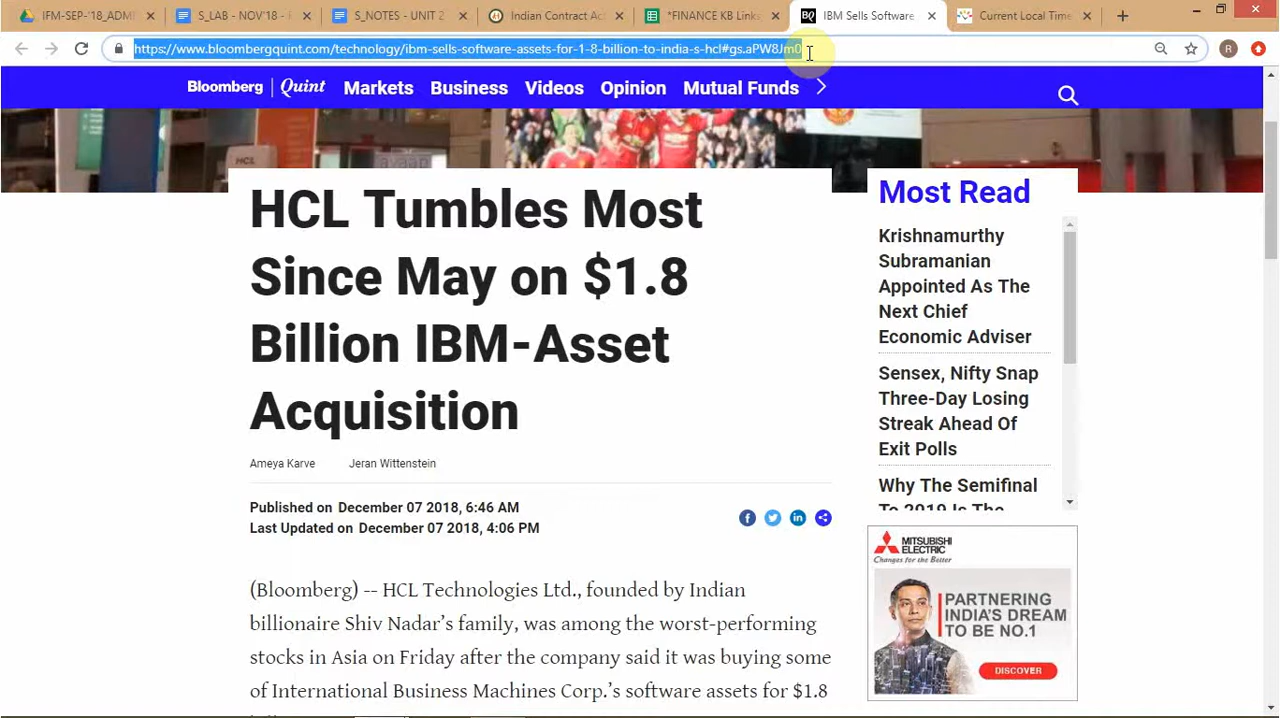 IFM-SEP-'18_ADMI
S_LAB - NOV'18 - F
S_NOTES - UNIT 2
Indian Contract Ac
*FINANCE KB Links
IBM Sells Software
Current Local Time
https://www.bloombergquint.com/technology/ibm-sells-software-assets-for-1-8-billion-to-india-s-hcl#gs.aPW8Jm0
R
Bloomberg | Quint
Markets
Business
Videos
Opinion
Mutual Funds
HCL
HCL Tumbles Most
Since May on $1.8
Billion IBM-Asset
Acquisition
Ameya Karve
Jeran Wittenstein
Published on December 07 2018, 6:46 AM
Last Updated on December 07 2018, 4:06 PM
(Bloomberg) -- HCL Technologies Ltd., founded by Indian
billionaire Shiv Nadar's family, was among the worst-performing
stocks in Asia on Friday after the company said it was buying some
of International Business Machines Corp.'s software assets for $1.8
Most Read
Krishnamurthy
Subramanian
Appointed As The
Next Chief
Economic Adviser
Sensex, Nifty Snap
Three-Day Losing
Streak Ahead Of
Exit Polls
Why The Semifinal
To 2019 Is The
MITSUBISHI
ELECTRIC
Changes for the Better
PARTNERING
INDIA'S DREAM
TO BE NO.1
DISCOVER